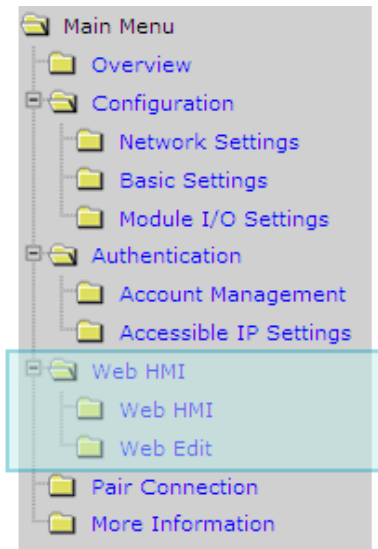 Main Menu
Overview
Configuration
Network Settings
Basic Settings
Module I/O Settings
Authentication
Account Management
Accessible IP Settings
Web HMI
Web HMI
Web Edit
Pair Connection
More Information